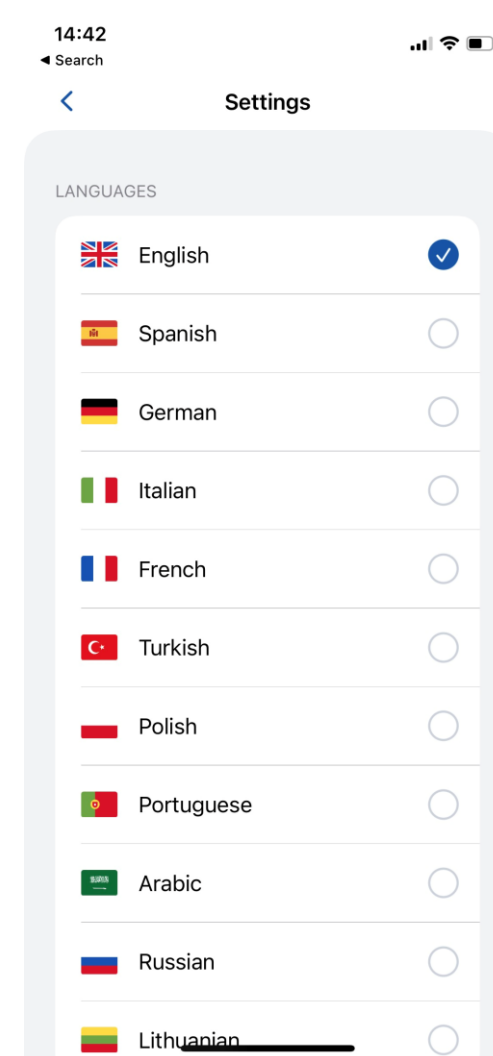 14:42
◀ Search
Settings
LANGUAGES
English
Spanish
German
Italian
French
Turkish
Polish
Portuguese
Arabic
Russian
Lithuanian